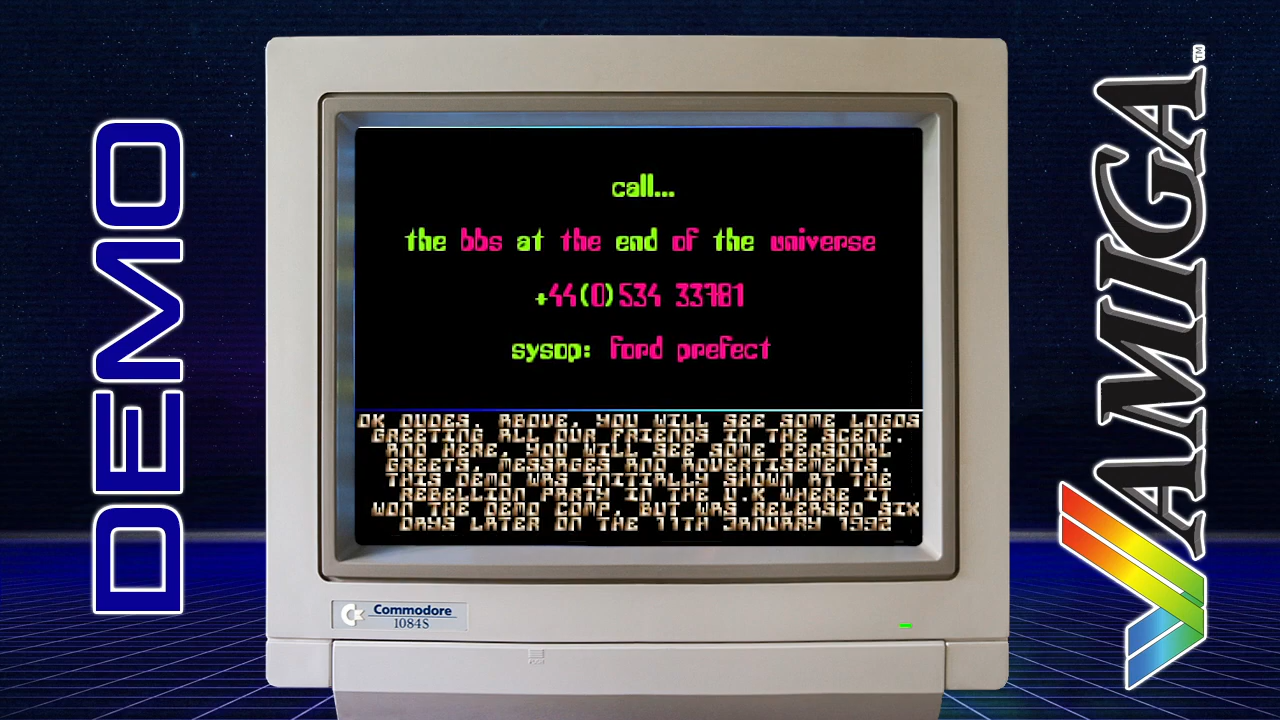 DEMO
call...
the bbs at the end of the universe
+44(0)534 33781
sysop: ford prefect
OK DUDES. ABOVE, YOU WILL SEE SOME LOGOS
GREETING ALL OUR FRIENDS IN THE SCENE.
AND HERE, YOU WILL SEE SOME PERSONAL
GREETS, MESSAGES AND ADVERTISEMENTS.
THIS DEMO WAS INITIALLY SHOWN AT THE
REBELLION PARTY IN THE U.K WHERE IT
WON THE DEMO COMP, BUT WAS RELEASED SIX
DAYS LATER ON THE 11TH JANUARY 1992
Commodore
1084S
AMIGA™